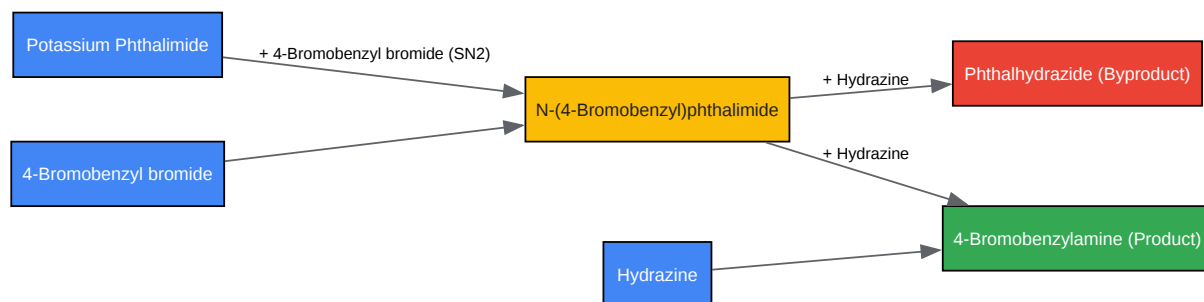 Potassium Phthalimide
+ 4-Bromobenzyl bromide (SN2)
4-Bromobenzyl bromide
N-(4-Bromobenzyl)phthalimide
+ Hydrazine
Phthalhydrazide (Byproduct)
+ Hydrazine
4-Bromobenzylamine (Product)
Hydrazine